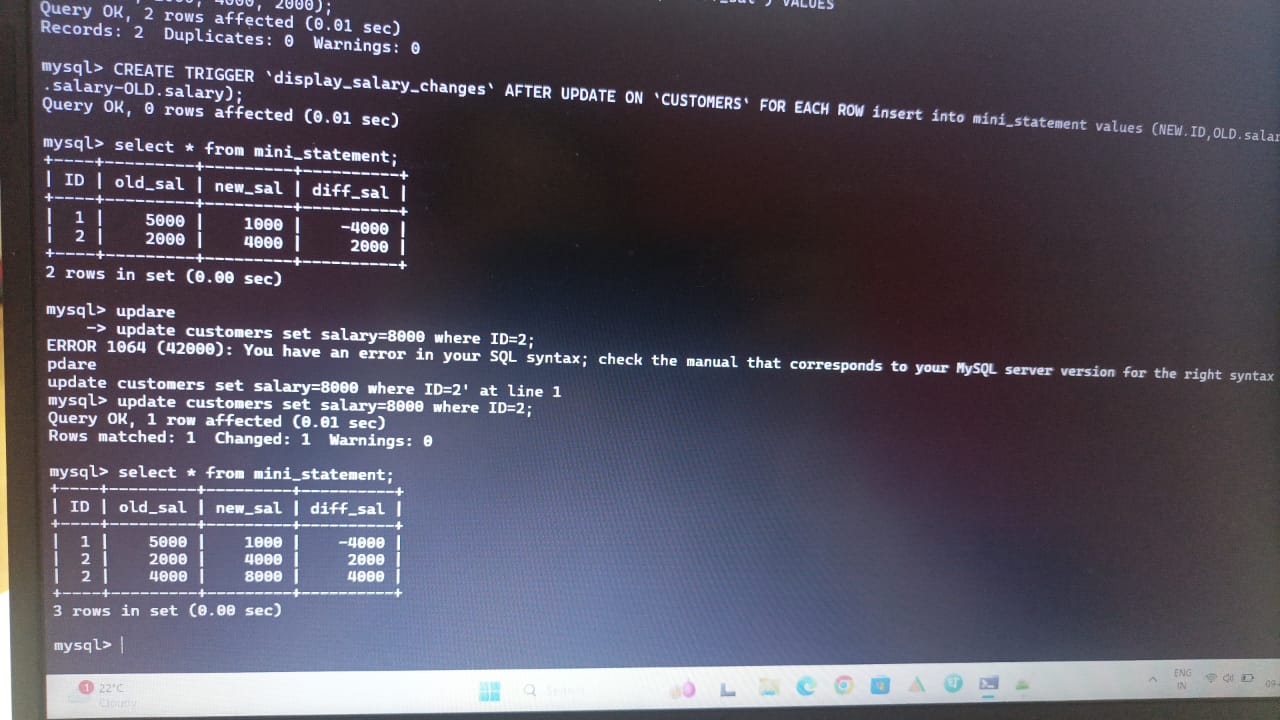 2000);
) VALUES
Query OK, 2 rows affected (0.01 sec)
Records: 2  Duplicates: 0  Warnings: 0
mysql> CREATE TRIGGER `display_salary_changes` AFTER UPDATE ON `CUSTOMERS` FOR EACH ROW insert into mini_statement values (NEW.ID,OLD.salar
.salary-OLD.salary);
Query OK, 0 rows affected (0.01 sec)
mysql> select * from mini_statement;
+----+---------+---------+----------+
| ID | old_sal | new_sal | diff_sal |
+----+---------+---------+----------+
|  1 |    5000 |    1000 |    -4000 |
|  2 |    2000 |    4000 |     2000 |
+----+---------+---------+----------+
2 rows in set (0.00 sec)
mysql> updare
    -> update customers set salary=8000 where ID=2;
ERROR 1064 (42000): You have an error in your SQL syntax; check the manual that corresponds to your MySQL server version for the right syntax
pdare
update customers set salary=8000 where ID=2' at line 1
mysql> update customers set salary=8000 where ID=2;
Query OK, 1 row affected (0.01 sec)
Rows matched: 1  Changed: 1  Warnings: 0
mysql> select * from mini_statement;
+----+---------+---------+----------+
| ID | old_sal | new_sal | diff_sal |
+----+---------+---------+----------+
|  1 |    5000 |    1000 |    -4000 |
|  2 |    2000 |    4000 |     2000 |
|  2 |    4000 |    8000 |     4000 |
+----+---------+---------+----------+
3 rows in set (0.00 sec)
mysql>
1
22°C
Cloudy
Search
ENG
IN
09-